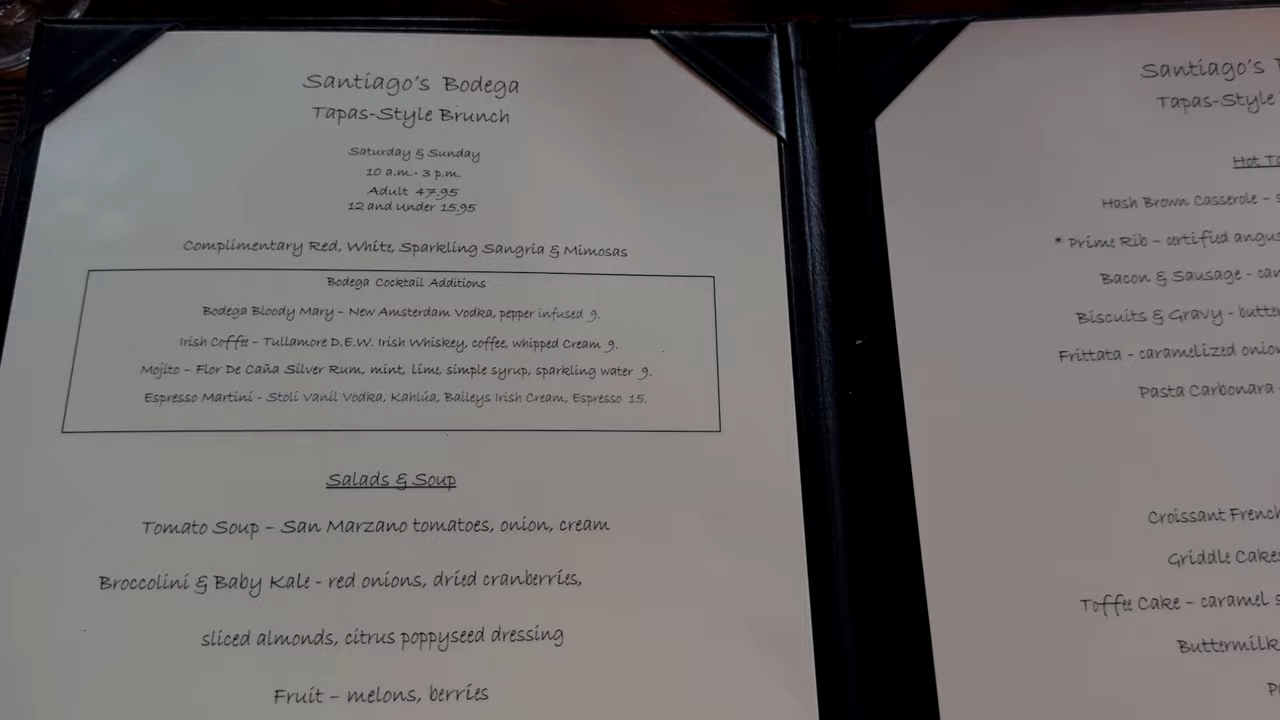 Santiago's Bodega
Tapas-Style Brunch
Saturday & Sunday
10 a.m.- 3 p.m.
Adult 47.95
12 and under 15.95
Complimentary Red, White, Sparkling Sangria & Mimosas
Bodega Cocktail Additions
Bodega Bloody Mary – New Amsterdam Vodka, pepper infused 9.
Irish Coffee – Tullamore D.E.W. Irish Whiskey, coffee, whipped Cream 9.
Mojito – Flor De Caña Silver Rum, mint, lime, simple syrup, sparkling water 9.
Espresso Martini - Stoli Vanil Vodka, Kahlúa, Baileys Irish Cream, Espresso 15.
Salads & Soup
Tomato Soup – San Marzano tomatoes, onion, cream
Broccolini & Baby Kale - red onions, dried cranberries,
sliced almonds, citrus poppyseed dressing
Fruit – melons, berries
Santiago's
Tapas-Style
Hot
Hash Brown Casserole –
* Prime Rib – certified
Bacon & Sausage -
Biscuits & Gravy -
Frittata - caramelized
Pasta Carbonara
Croissant
Griddle
Toffee Cake – caramel
Buttermilk